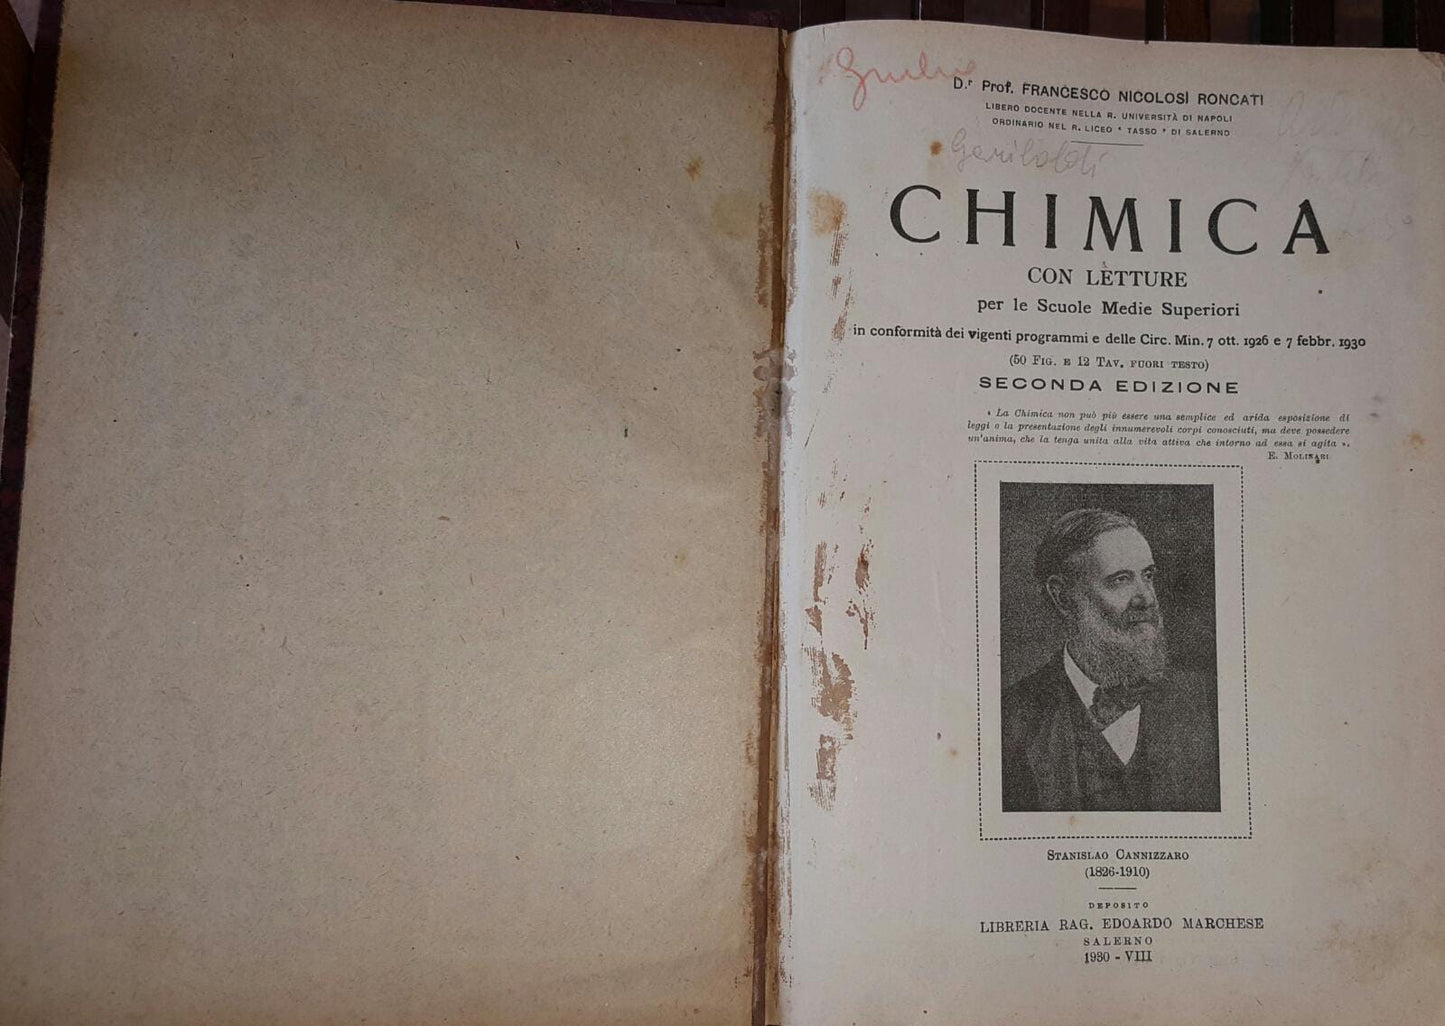 Giulio
D.r Prof. FRANCESCO NICOLOSI RONCATI
LIBERO DOCENTE NELLA R. UNIVERSITÀ DI NAPOLI
ORDINARIO NEL R. LICEO " TASSO " DI SALERNO
Garibaldi
CHIMICA
CON LETTURE
per le Scuole Medie Superiori
in conformità dei vigenti programmi e delle Circ. Min. 7 ott. 1926 e 7 febbr. 1930
(50 FIG. E 12 TAV. FUORI TESTO)
SECONDA EDIZIONE
« La Chimica non può più essere una semplice ed arida esposizione di
leggi o la presentazione degli innumerevoli corpi conosciuti, ma deve possedere
un'anima, che la tenga unita alla vita attiva che intorno ad essa si agita ».
E. MOLINARI
STANISLAO CANNIZZARO
(1826-1910)
DEPOSITO
LIBRERIA RAG. EDOARDO MARCHESE
SALERNO
1930 - VIII